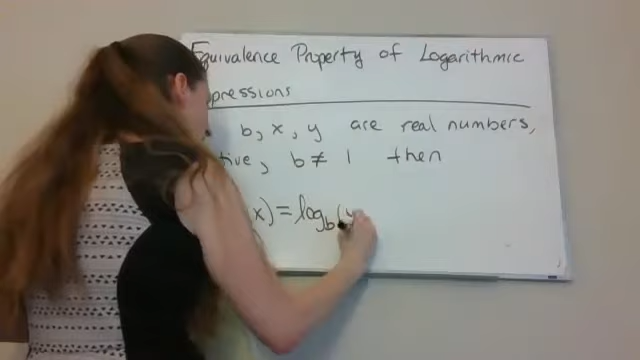 Equivalence Property of Logarithmic
pressions
b, x, y are real numbers,
tive, b ≠ 1 then
x) = log_b(y